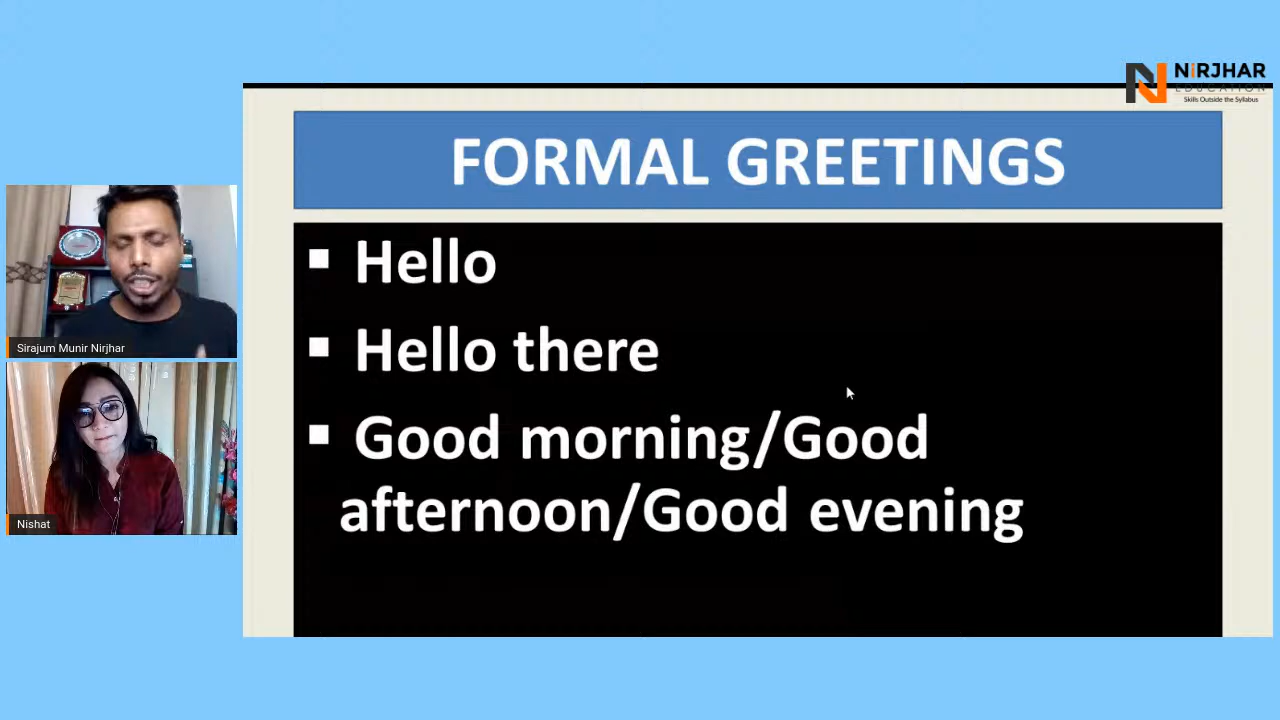 NiRJHAR
EDUCATION
Skills Outside the Syllabus
FORMAL GREETINGS
Hello
Hello there
Good morning/Good
afternoon/Good evening
Sirajum Munir Nirjhar
Nishat